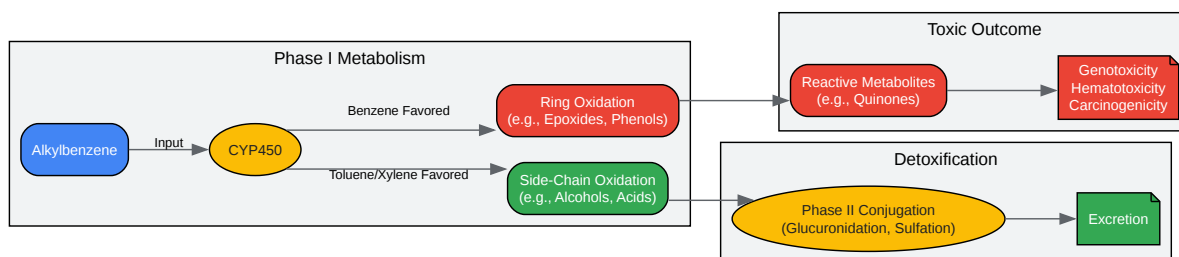 Phase I Metabolism
Alkylbenzene
Input
CYP450
Benzene Favored
Toluene/Xylene Favored
Ring Oxidation
(e.g., Epoxides, Phenols)
Side-Chain Oxidation
(e.g., Alcohols, Acids)
Toxic Outcome
Reactive Metabolites
(e.g., Quinones)
Genotoxicity
Hematotoxicity
Carcinogenicity
Detoxification
Phase II Conjugation
(Glucuronidation, Sulfation)
Excretion